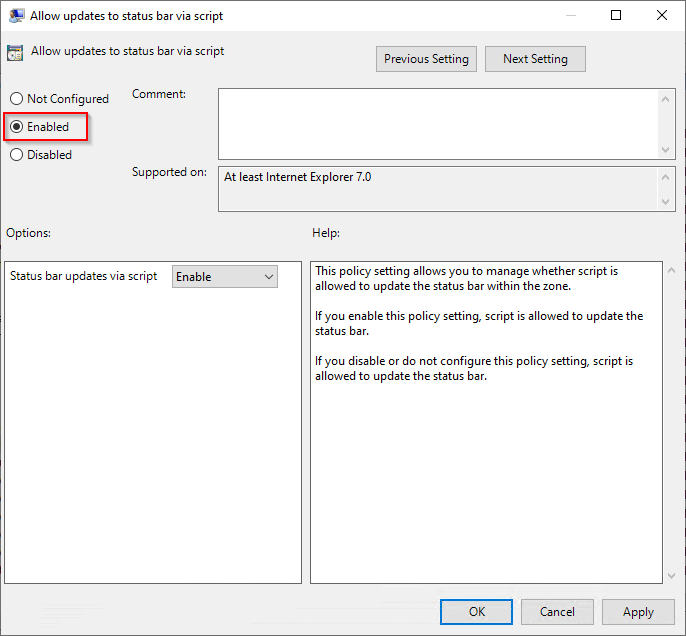 Allow updates to status bar via script
Allow updates to status bar via script
Previous Setting
Next Setting
Not Configured
Comment:
Enabled
Disabled
Supported on:
At least Internet Explorer 7.0
Options:
Help:
Status bar updates via script
Enable
This policy setting allows you to manage whether script is
allowed to update the status bar within the zone.
If you enable this policy setting, script is allowed to update the
status bar.
If you disable or do not configure this policy setting, script is
allowed to update the status bar.
OK
Cancel
Apply